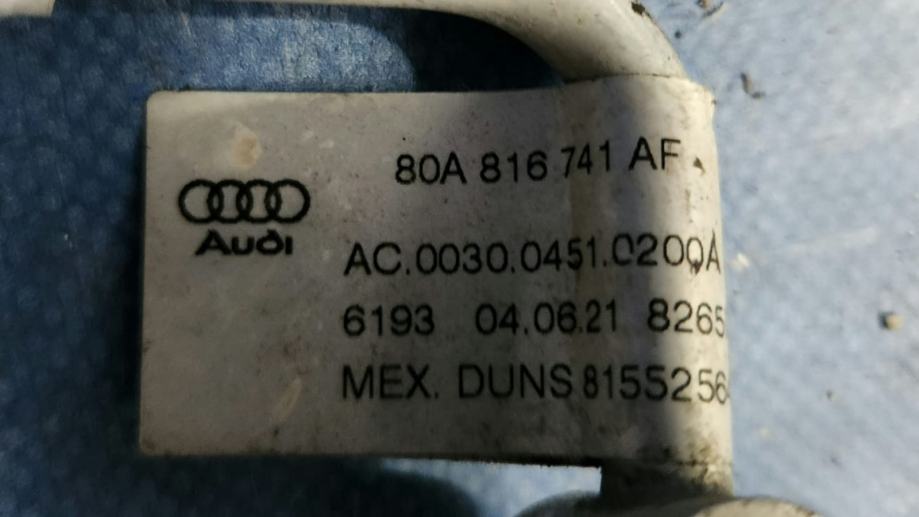 80A 816 741 AF
Audi
AC.0030.0451.0200A
6193 04.06.21 8265
MEX. DUNS 8155256